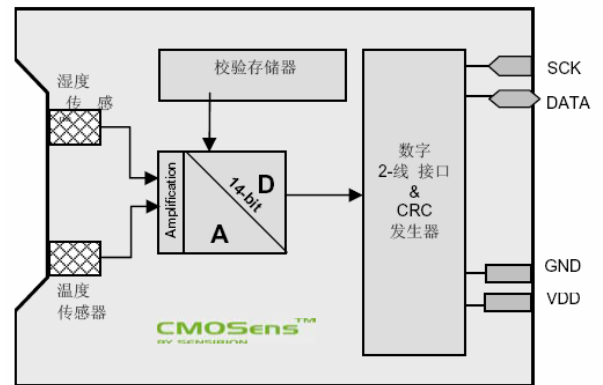 湿度
传 感
校验存储器
SCK
DATA
数字
2-线 接口
&
CRC
发生器
Amplification
14-bit
D
A
GND
VDD
温度
传感器
CMOSens™
BY SENSIRION